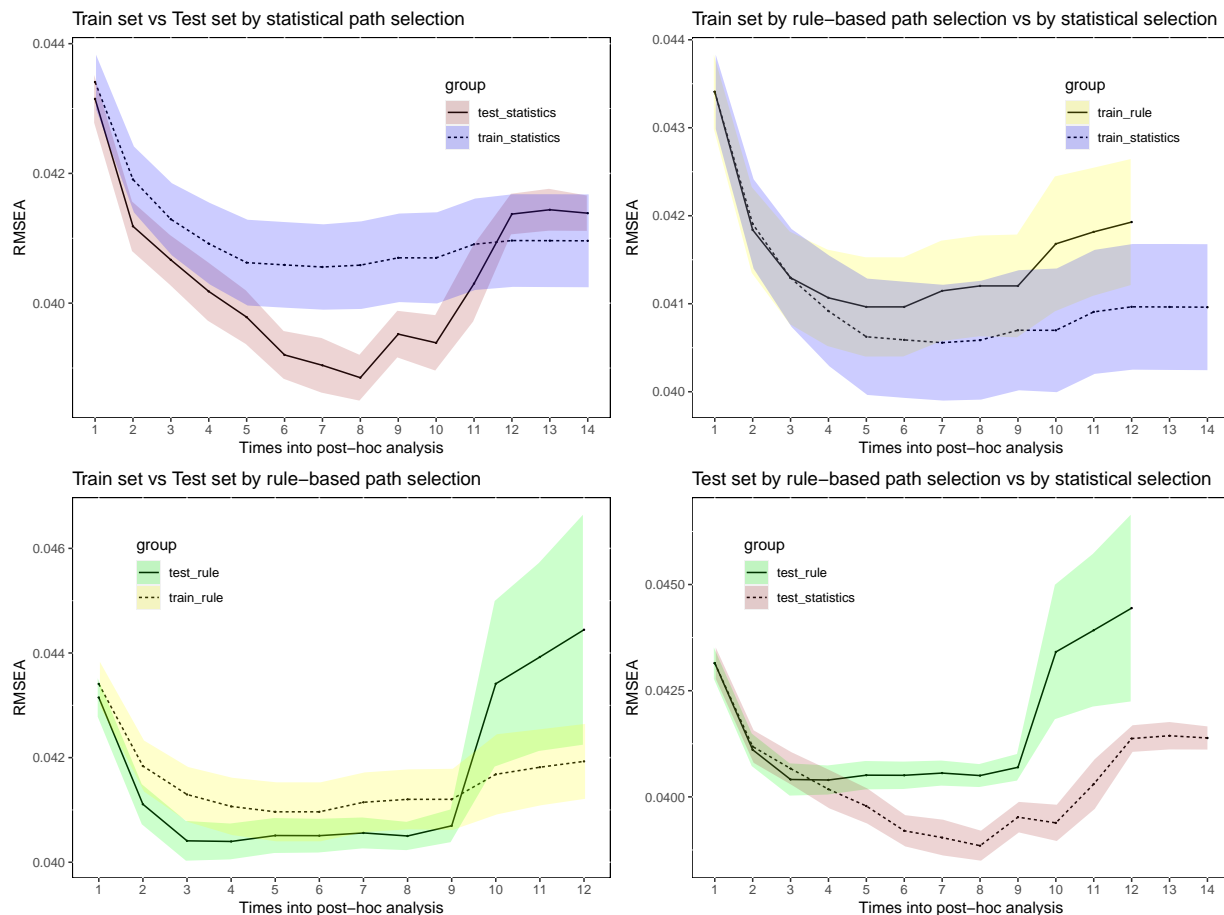 Train set vs Test set by statistical path selection
0.044
0.042
0.040
RMSEA
group
test_statistics
train_statistics
1 2 3 4 5 6 7 8 9 10 11 12 13 14
Times into post−hoc analysis
Train set by rule−based path selection vs by statistical selection
0.044
0.043
0.042
0.041
0.040
RMSEA
group
train_rule
train_statistics
1 2 3 4 5 6 7 8 9 10 11 12 13 14
Times into post−hoc analysis
Train set vs Test set by rule−based path selection
0.046
0.044
0.042
0.040
RMSEA
group
test_rule
train_rule
1 2 3 4 5 6 7 8 9 10 11 12
Times into post−hoc analysis
Test set by rule−based path selection vs by statistical selection
0.0450
0.0425
0.0400
RMSEA
group
test_rule
test_statistics
1 2 3 4 5 6 7 8 9 10 11 12 13 14
Times into post−hoc analysis